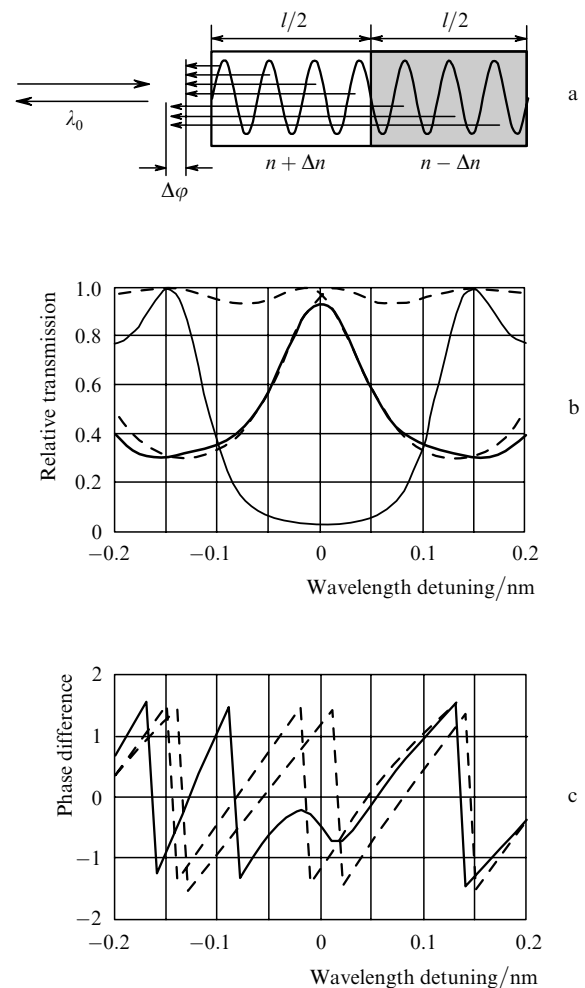 l/2 l/2
a
λ₀
n + Δn n − Δn
Δφ
1.0
0.8
0.6
0.4
0.2
0
Relative transmission
b
−0.2 −0.1 0 0.1 0.2
Wavelength detuning/nm
2
1
0
−1
−2
Phase difference
c
−0.2 −0.1 0 0.1 0.2
Wavelength detuning/nm